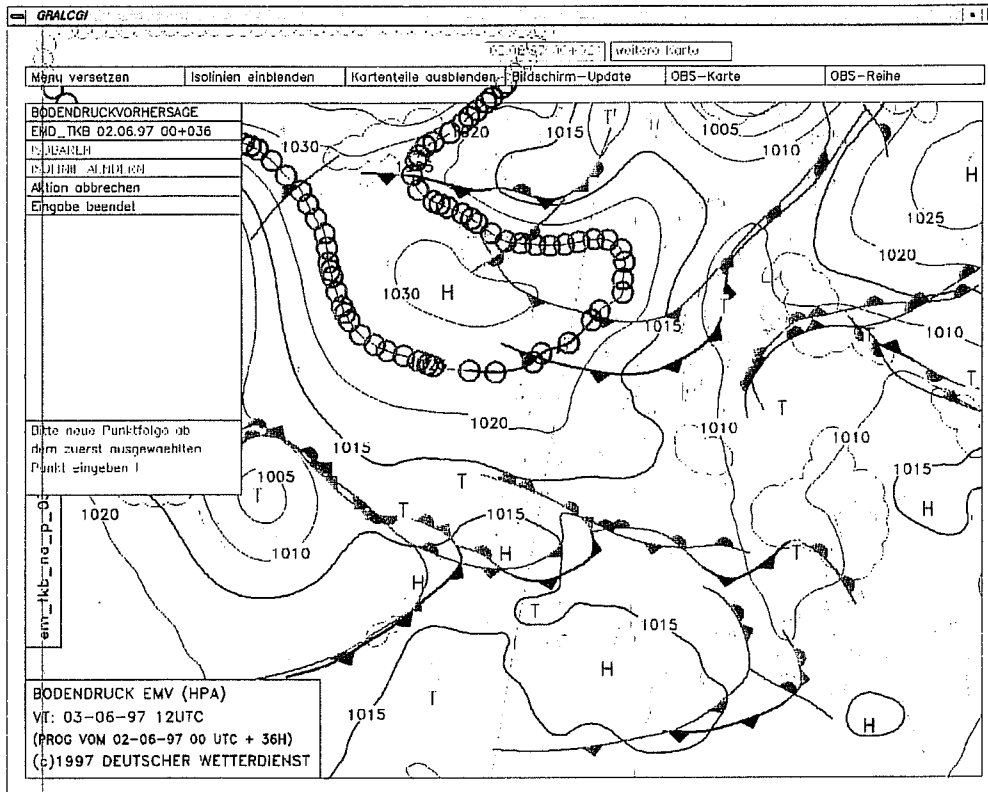 GRALCGI
weitere Karte
Menu versetzen
Isolinien einblenden
Kartenteile ausblenden
Bildschirm-Update
OBS-Karte
OBS-Reihe
BODENDRUCKVORHERSAGE
EMD_TKB 02.06.97 00+036
ISOBAREN
ISOLINIE AENDERN
Aktion abbrechen
Eingabe beendet
Bitte neue Punktfolge ab
dem zuerst ausgewaehlten
Punkt eingeben !
1030
1020
1015
T
1005
1010
H
1025
1020
1030
H
1015
1010
T
T
1020
1010
1010
1015
1015
H
1005
T
1020
1010
T
T
1015
H
H
T
T
1015
H
T
1015
H
BODENDRUCK EMV (HPA)
VT: 03-06-97 12UTC
(PROG VOM 02-06-97 00 UTC + 36H)
(c)1997 DEUTSCHER WETTERDIENST